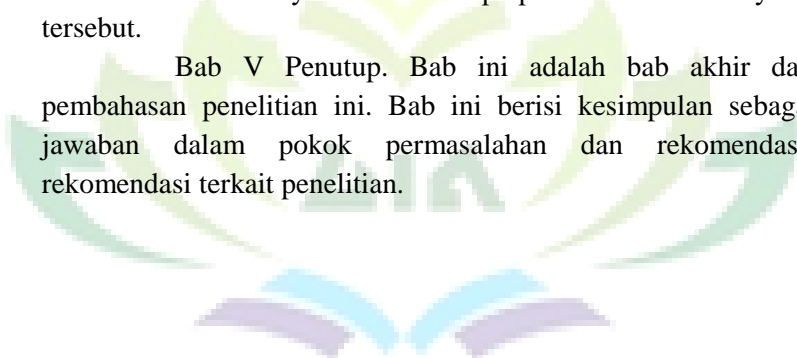 tersebut.
Bab V Penutup. Bab ini adalah bab akhir da
pembahasan penelitian ini. Bab ini berisi kesimpulan sebaga
jawaban dalam pokok permasalahan dan rekomendas
rekomendasi terkait penelitian.